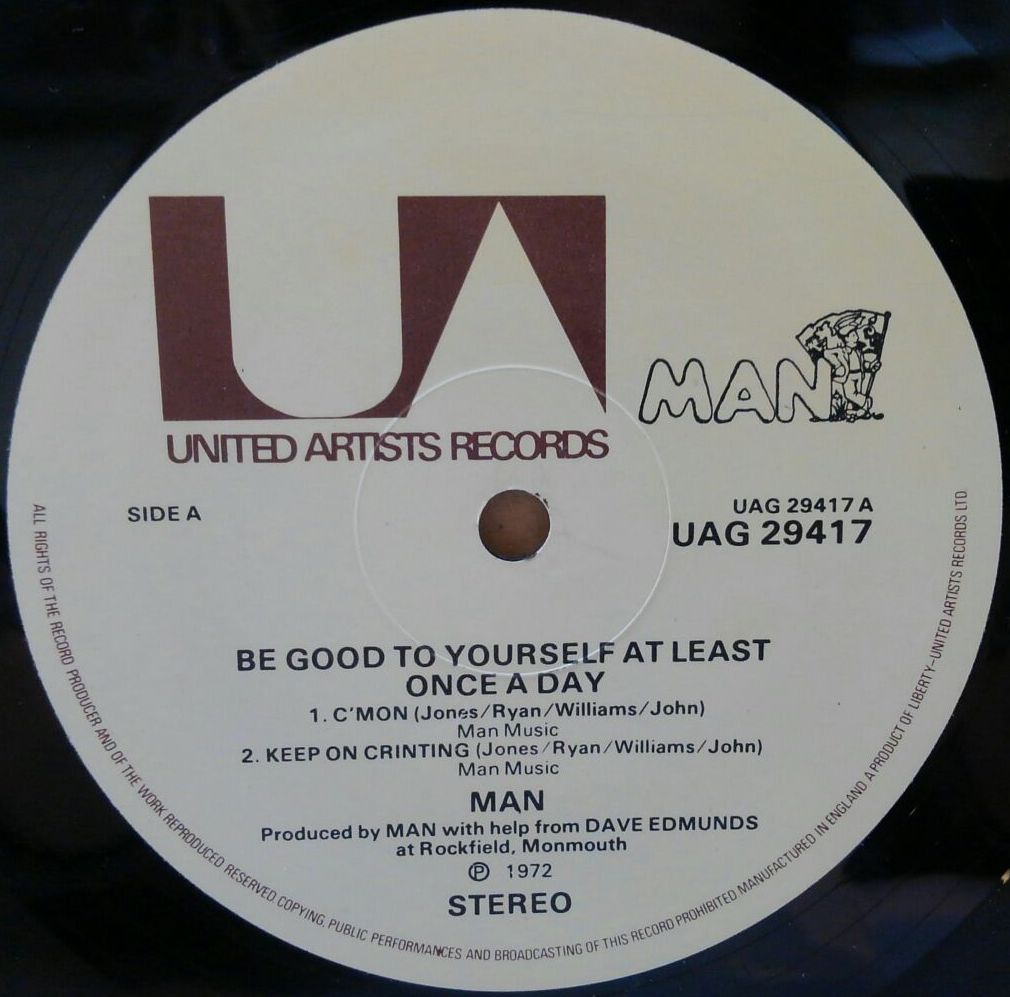 UA
UNITED ARTISTS RECORDS
MAN
SIDE A
UAG 29417 A
UAG 29417
BE GOOD TO YOURSELF AT LEAST
ONCE A DAY
1. C'MON (Jones/Ryan/Williams/John)
Man Music
2. KEEP ON CRINTING (Jones/Ryan/Williams/John)
Man Music
MAN
Produced by MAN with help from DAVE EDMUNDS
at Rockfield, Monmouth
℗ 1972
STEREO
ALL RIGHTS OF THE RECORD PRODUCER AND OF THE WORK REPRODUCED RESERVED COPYING, PUBLIC PERFORMANCES AND BROADCASTING OF THIS RECORD PROHIBITED MANUFACTURED IN ENGLAND A PRODUCT OF LIBERTY–UNITED ARTISTS RECORDS LTD